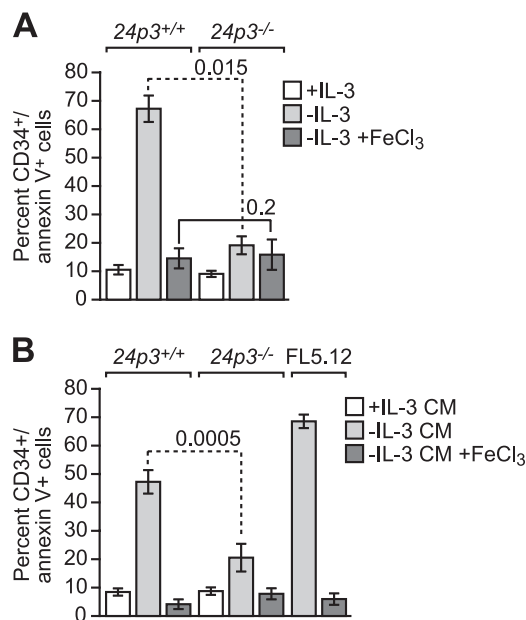 A
24p3+/+ 24p3-/-
0.015
+IL-3
-IL-3
-IL-3 +FeCl3
0.2
Percent CD34+/
annexin V+ cells
80
70
60
50
40
30
20
10
0
B
24p3+/+ 24p3-/- FL5.12
0.0005
+IL-3 CM
-IL-3 CM
-IL-3 CM +FeCl3
Percent CD34+/
annexin V+ cells
80
70
60
50
40
30
20
10
0